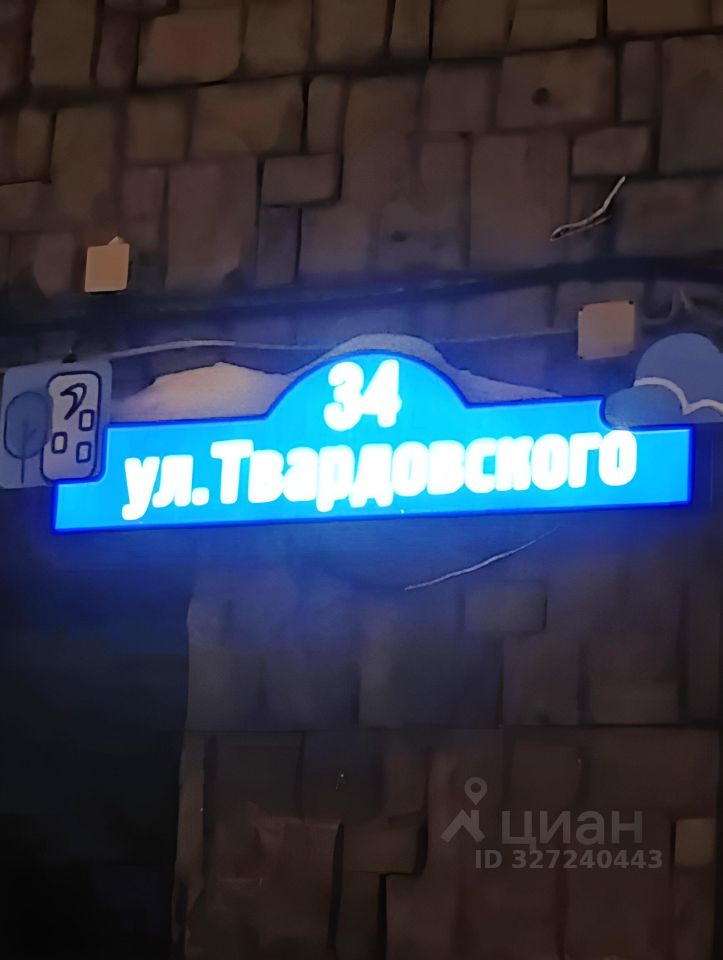 34
ул.Твардовского
циан
ID 327240443